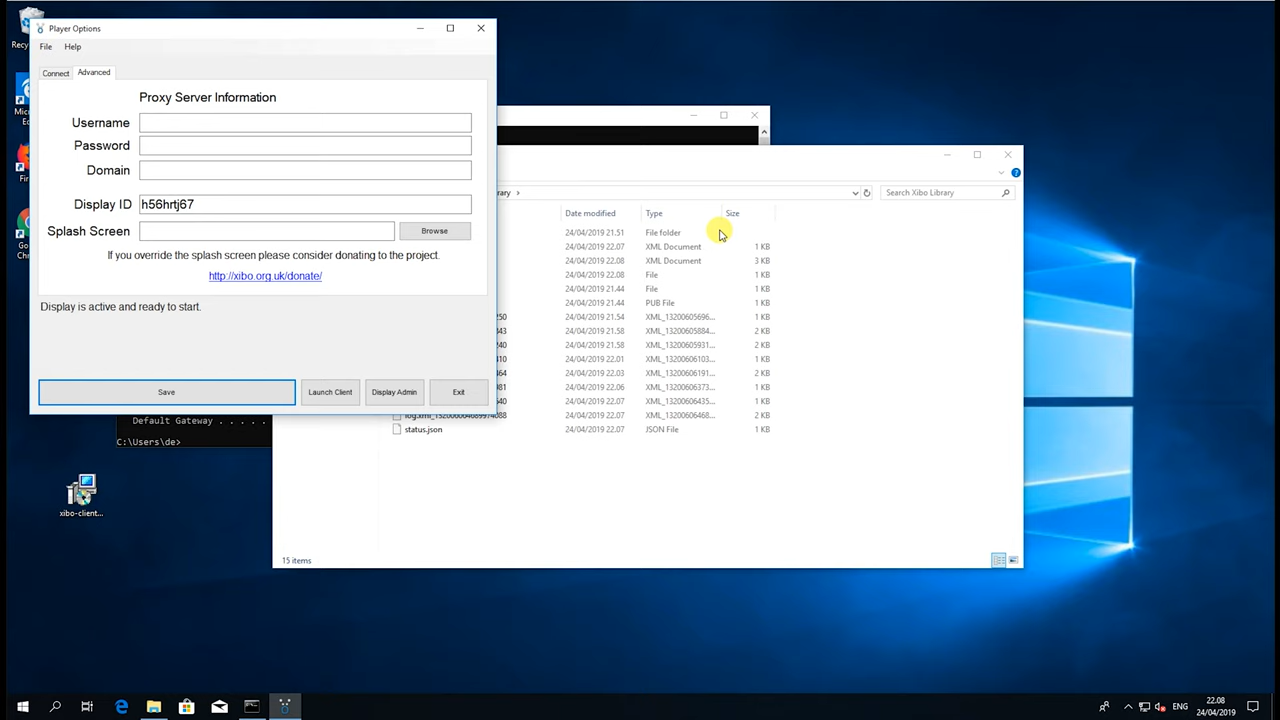 Player Options
File Help
Connect Advanced
Proxy Server Information
Username
Password
Domain
Display ID h56hrtj67
Splash Screen Browse
If you override the splash screen please consider donating to the project.
http://xibo.org.uk/donate/
Display is active and ready to start.
Save Launch Client Display Admin Exit
Default Gateway . . . . .
C:\Users\de>
xibo-client...
Search Xibo Library
Date modified Type Size
24/04/2019 21.51 File folder
24/04/2019 22.07 XML Document 1 KB
24/04/2019 22.08 XML Document 3 KB
24/04/2019 22.08 File 1 KB
24/04/2019 21.44 File 1 KB
24/04/2019 21.44 PUB File 1 KB
24/04/2019 21.54 XML_13200605696... 1 KB
24/04/2019 21.58 XML_13200605884... 2 KB
24/04/2019 21.58 XML_13200605931... 2 KB
24/04/2019 22.01 XML_13200606103... 1 KB
24/04/2019 22.03 XML_13200606191... 2 KB
24/04/2019 22.06 XML_13200606373... 1 KB
24/04/2019 22.07 XML_13200606435... 1 KB
24/04/2019 22.07 XML_13200606468... 2 KB
status.json 24/04/2019 22.07 JSON File 1 KB
15 items
ENG
22.08
24/04/2019